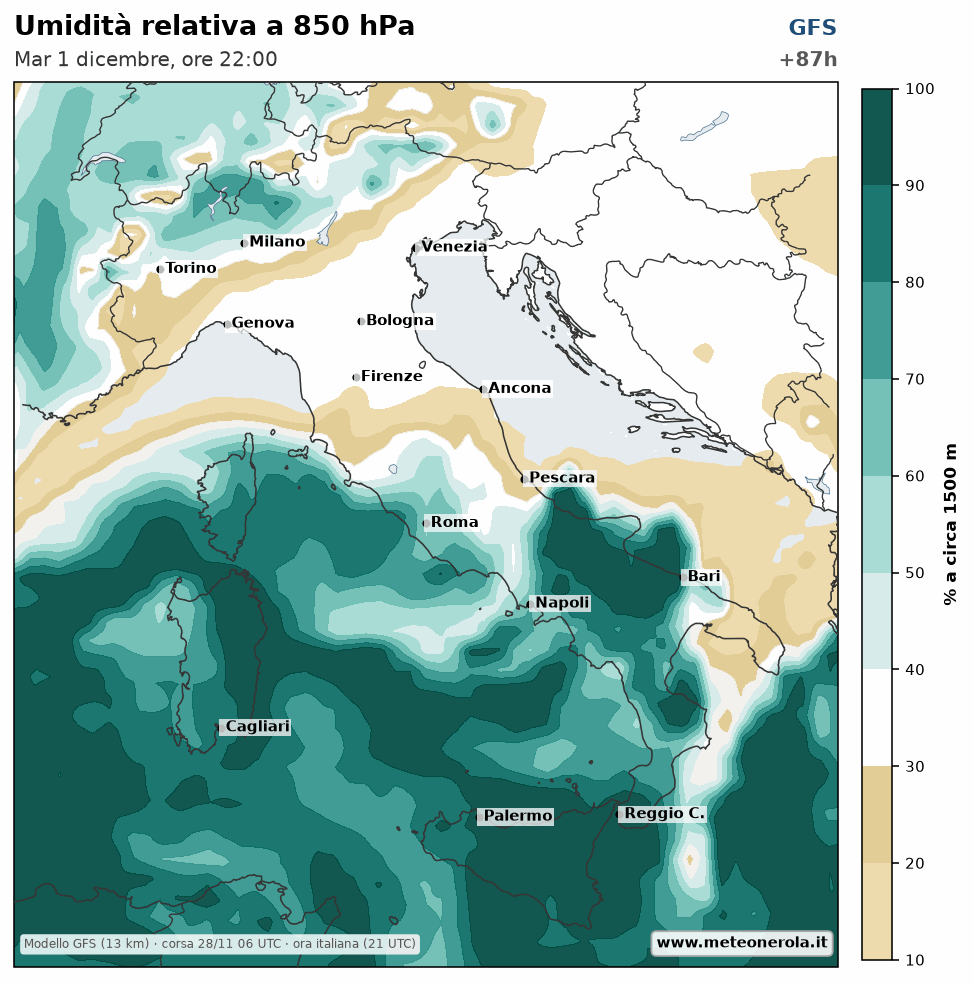 Umidità relativa a 850 hPa
GFS
Mar 1 dicembre, ore 22:00
+87h
Milano
Venezia
Torino
Genova
Bologna
Firenze
Ancona
Pescara
Roma
Bari
Napoli
Cagliari
Palermo
Reggio C.
100
90
80
70
60
50
40
30
20
10
% a circa 1500 m
Modello GFS (13 km) · corsa 28/11 06 UTC · ora italiana (21 UTC)
www.meteonerola.it